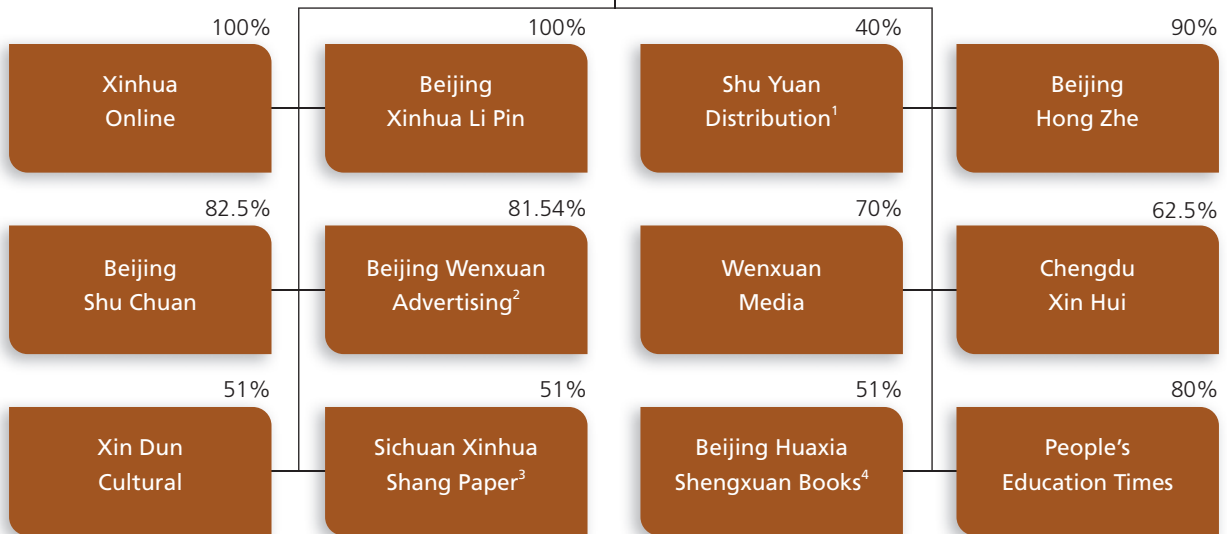 100%
Xinhua
Online
100%
Beijing
Xinhua Li Pin
40%
Shu Yuan
Distribution¹
90%
Beijing
Hong Zhe
82.5%
Beijing
Shu Chuan
81.54%
Beijing Wenxuan
Advertising²
70%
Wenxuan
Media
62.5%
Chengdu
Xin Hui
51%
Xin Dun
Cultural
51%
Sichuan Xinhua
Shang Paper³
51%
Beijing Huaxia
Shengxuan Books⁴
80%
People's
Education Times